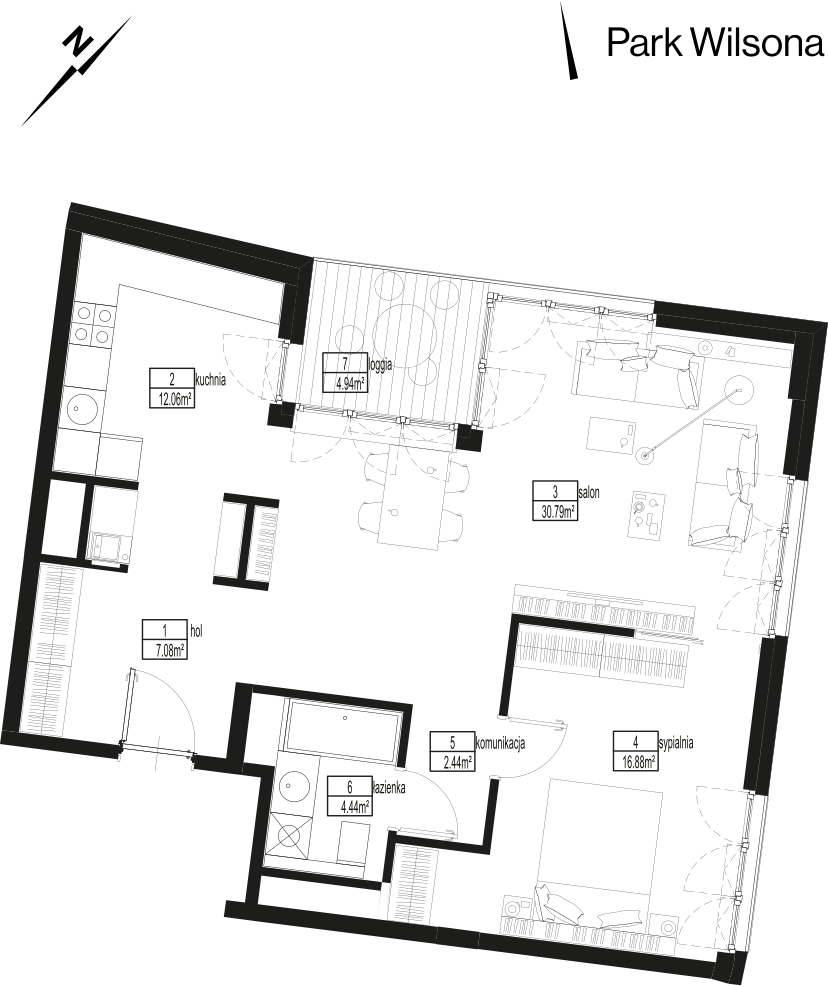 N
Park Wilsona
7 loggia
4.94m²
2 kuchnia
12.06m²
3 salon
30.79m²
1 hol
7.08m²
5 komunikacja
2.44m²
4 sypialnia
16.88m²
6 łazienka
4.44m²